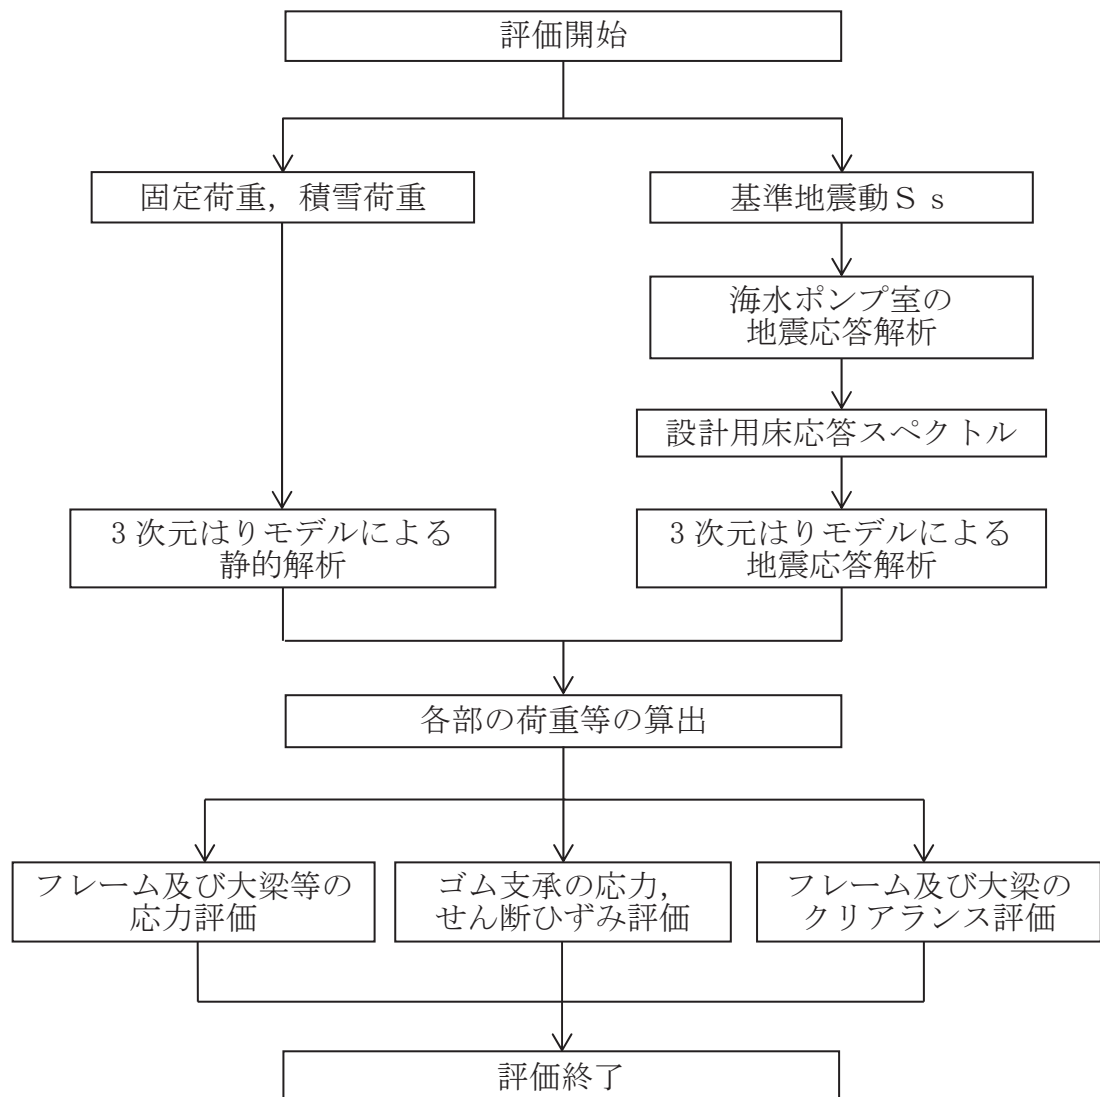 評価開始
固定荷重，積雪荷重
基準地震動Ｓｓ
海水ポンプ室の
地震応答解析
設計用床応答スペクトル
３次元はりモデルによる
静的解析
３次元はりモデルによる
地震応答解析
各部の荷重等の算出
フレーム及び大梁等の
応力評価
ゴム支承の応力，
せん断ひずみ評価
フレーム及び大梁の
クリアランス評価
評価終了